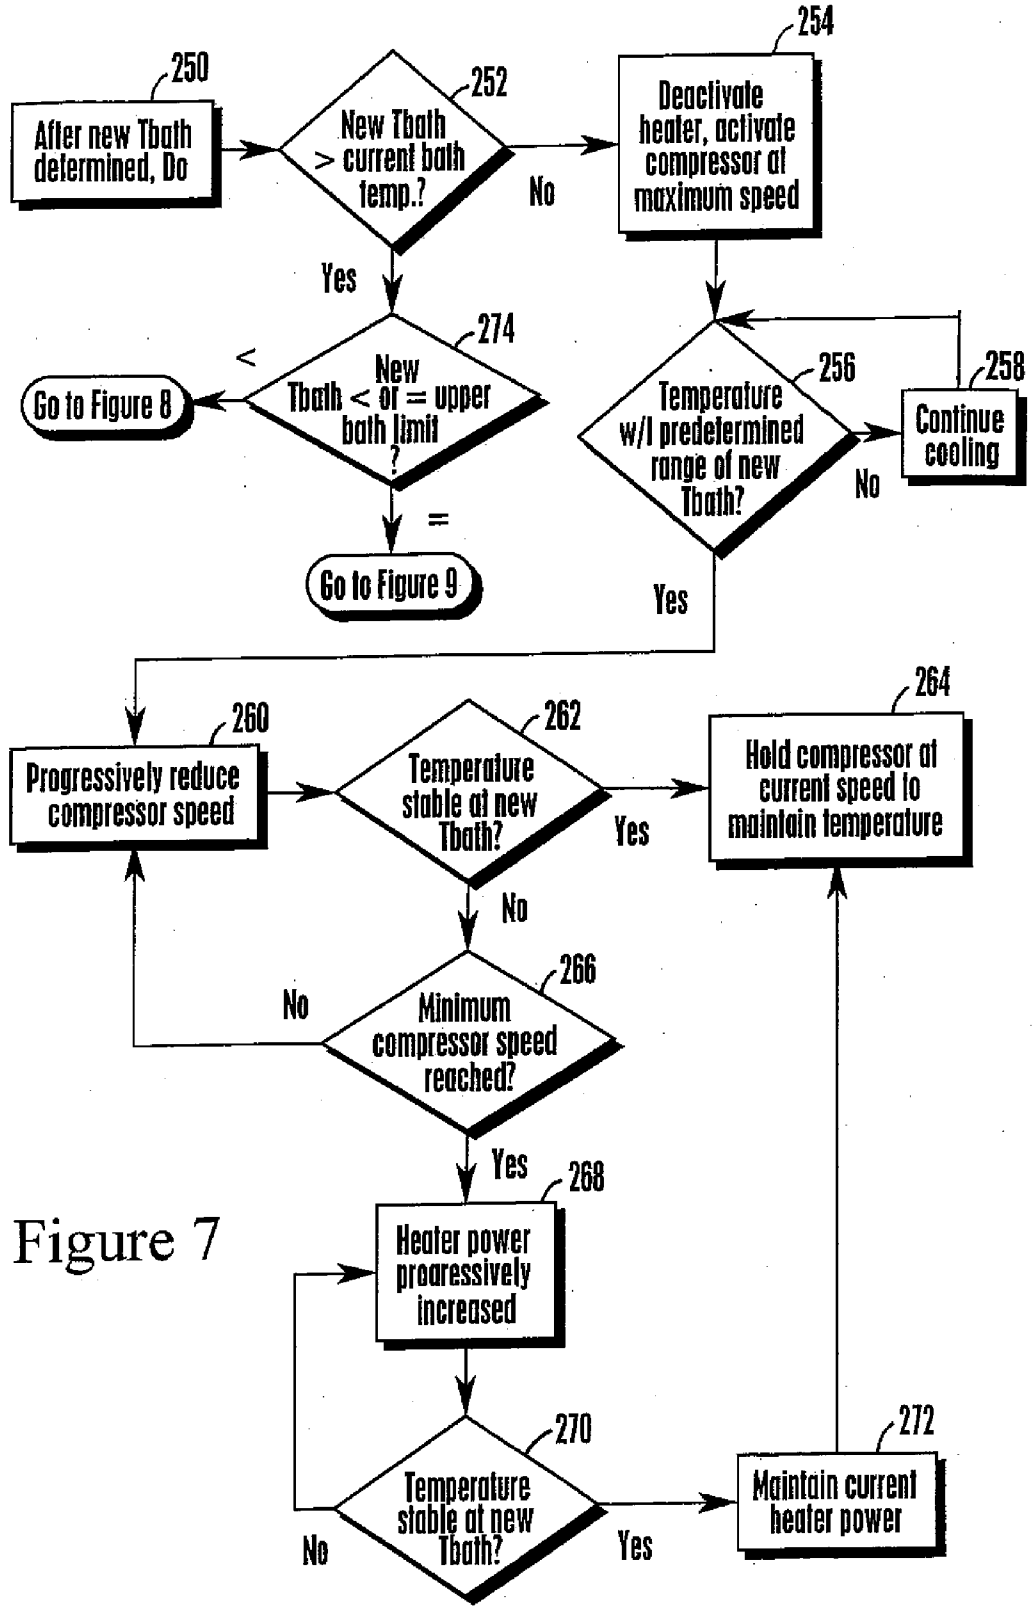 250
After new Tbath
determined, Do
252
New Tbath
> current bath
temp.?
No
Yes
254
Deactivate
heater, activate
compressor at
maximum speed
274
New
Tbath < or = upper
bath limit
?
<
Go to Figure 8
=
Go to Figure 9
256
Temperature
w/I predetermined
range of new
Tbath?
No
Yes
258
Continue
cooling
260
Progressively reduce
compressor speed
262
Temperature
stable at new
Tbath?
Yes
No
264
Hold compressor at
current speed to
maintain temperature
266
Minimum
compressor speed
reached?
No
Yes
268
Heater power
progressively
increased
Figure 7
270
Temperature
stable at new
Tbath?
No
Yes
272
Maintain current
heater power